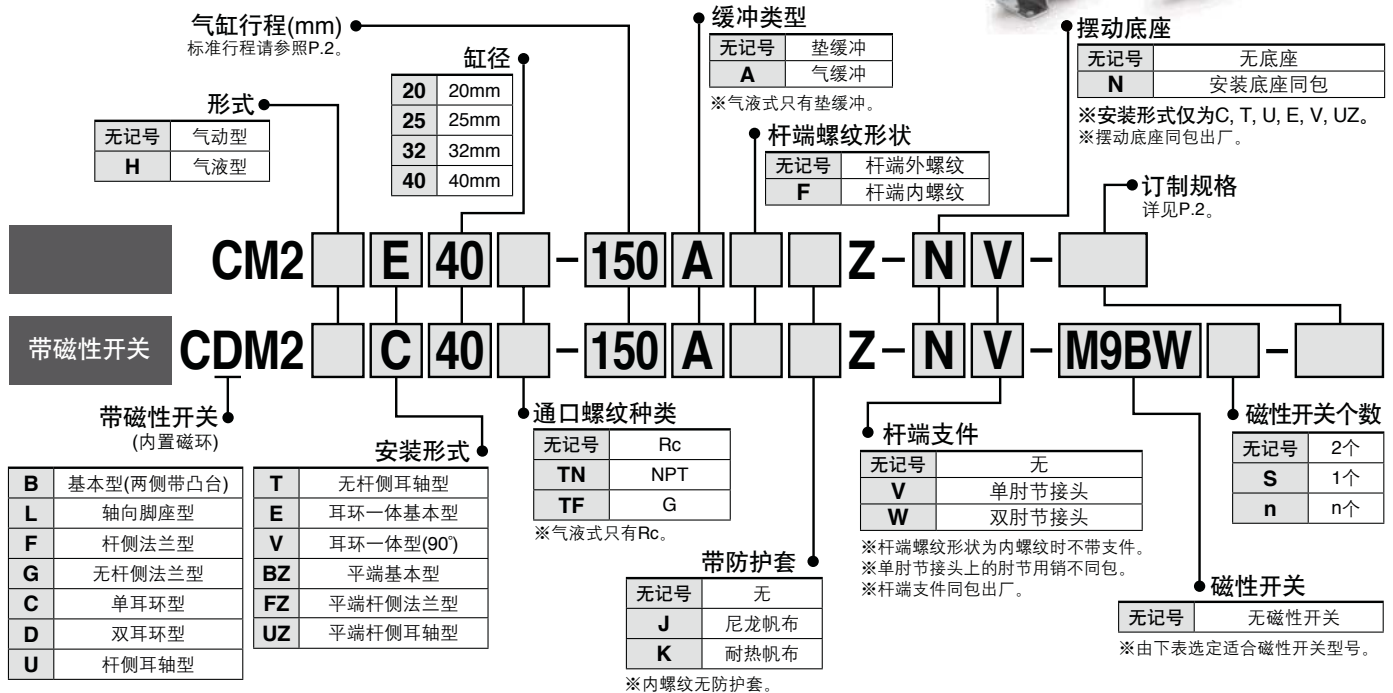 气缸行程(mm)
标准行程请参照P.2。
缸径
20 20mm
25 25mm
32 32mm
40 40mm
形式
无记号 气动型
H 气液型
缓冲类型
无记号 垫缓冲
A 气缓冲
※气液式只有垫缓冲。
杆端螺纹形状
无记号 杆端外螺纹
F 杆端内螺纹
摆动底座
无记号 无底座
N 安装底座同包
※安装形式仅为C, T, U, E, V, UZ。
※摆动底座同包出厂。
订制规格
详见P.2。
CM2 E 40 -150 A Z-N V-
带磁性开关 CDM2 C 40 -150 A Z-N V-M9BW -
带磁性开关
(内置磁环)
安装形式
B 基本型(两侧带凸台)
L 轴向脚座型
F 杆侧法兰型
G 无杆侧法兰型
C 单耳环型
D 双耳环型
U 杆侧耳轴型
T 无杆侧耳轴型
E 耳环一体基本型
V 耳环一体型(90°)
BZ 平端基本型
FZ 平端杆侧法兰型
UZ 平端杆侧耳轴型
通口螺纹种类
无记号 Rc
TN NPT
TF G
※气液式只有Rc。
带防护套
无记号 无
J 尼龙帆布
K 耐热帆布
※内螺纹无防护套。
杆端支件
无记号 无
V 单肘节接头
W 双肘节接头
※杆端螺纹形状为内螺纹时不带支件。
※单肘节接头上的肘节用销不同包。
※杆端支件同包出厂。
磁性开关个数
无记号 2个
S 1个
n n个
磁性开关
无记号 无磁性开关
※由下表选定适合磁性开关型号。